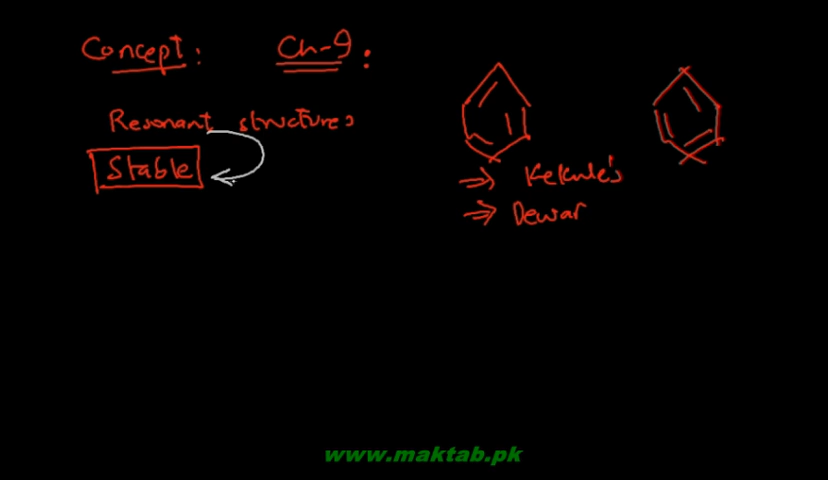 Concept: Ch-9:
Resonant structures
Stable
⇒ Kekule's
⇒ Dewar
www.maktab.pk